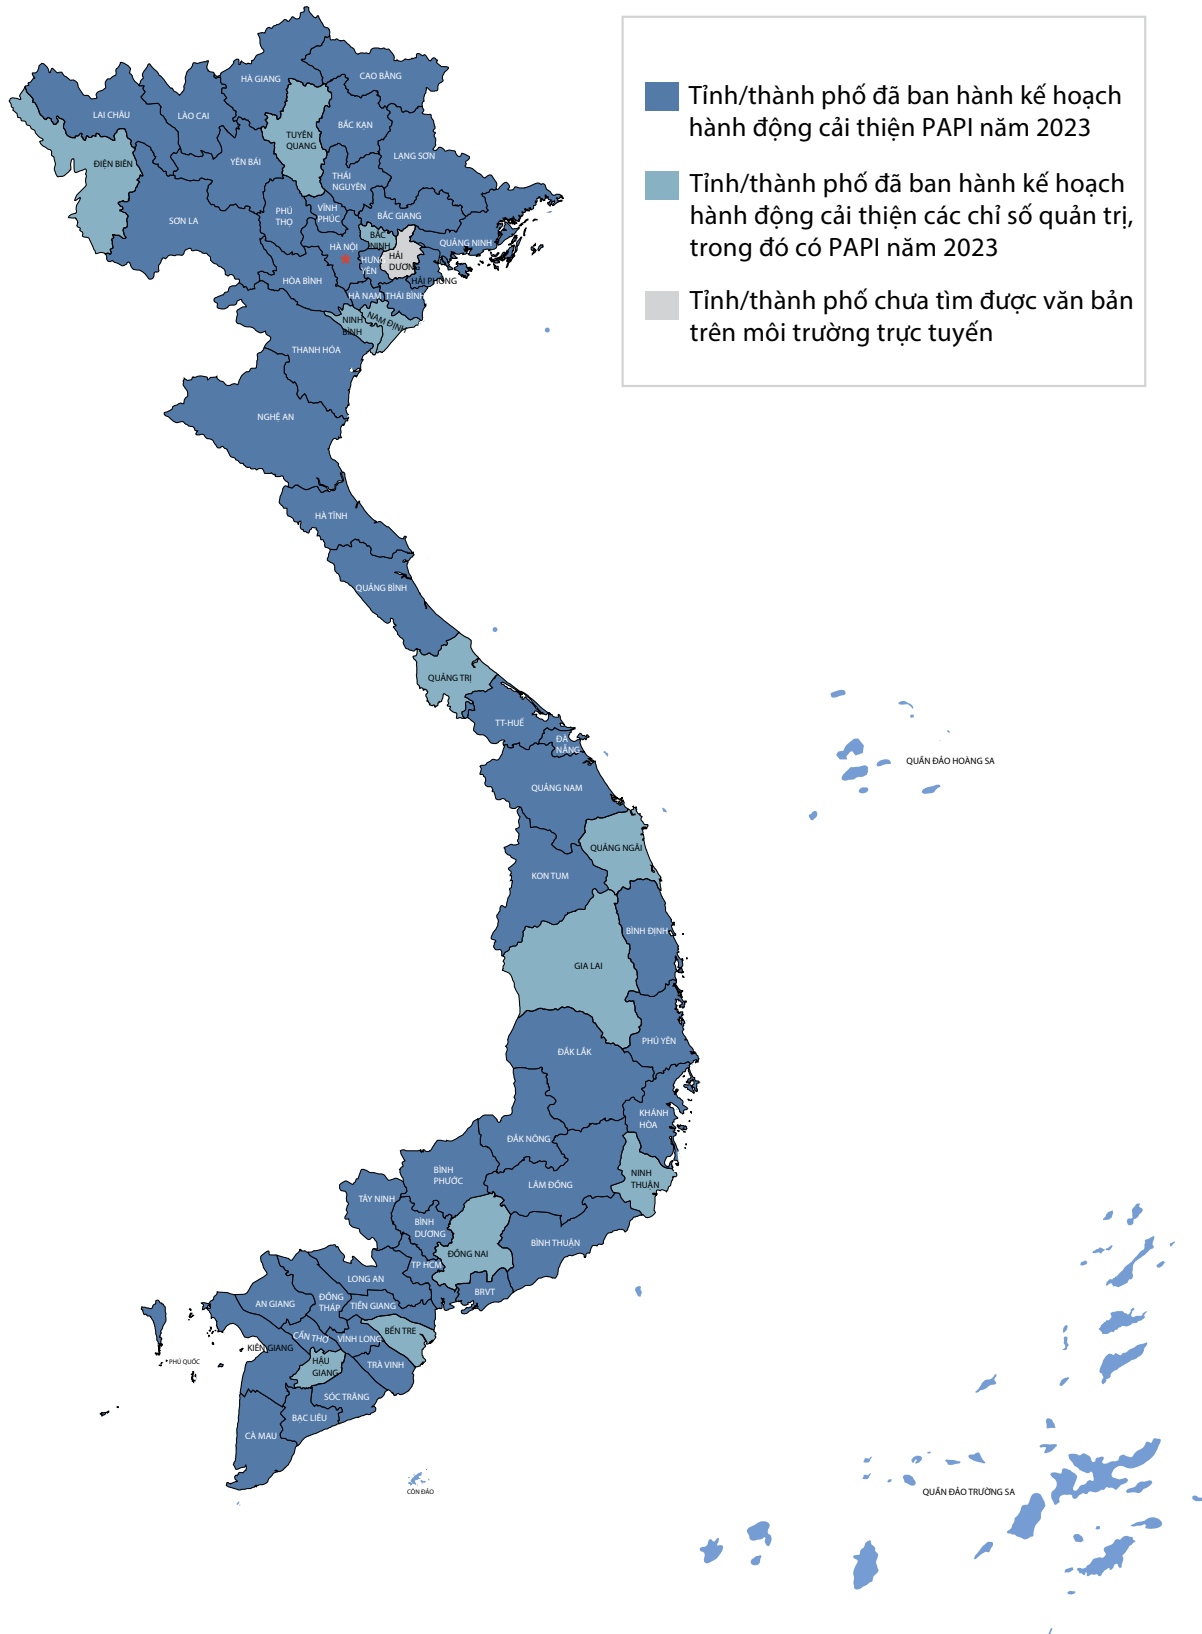 Tỉnh/thành phố đã ban hành kế hoạch
hành động cải thiện PAPI năm 2023
Tỉnh/thành phố đã ban hành kế hoạch
hành động cải thiện các chỉ số quản trị,
trong đó có PAPI năm 2023
Tỉnh/thành phố chưa tìm được văn bản
trên môi trường trực tuyến
HÀ GIANG
CAO BẰNG
LAI CHÂU
LÀO CAI
BẮC KẠN
TUYÊN
QUANG
ĐIỆN BIÊN
YÊN BÁI
LẠNG SƠN
THÁI
NGUYÊN
SƠN LA
PHÚ
THỌ
VĨNH
PHÚC
BẮC GIANG
BẮC
NINH
QUẢNG NINH
HÀ NỘI
HƯNG
YÊN
HẢI
DƯƠNG
HẢI PHÒNG
HÒA BÌNH
HÀ NAM
THÁI BÌNH
NINH
BÌNH
NAM ĐỊNH
THANH HÓA
NGHỆ AN
HÀ TĨNH
QUẢNG BÌNH
QUẢNG TRỊ
TT-HUẾ
ĐÀ
NẴNG
QUẦN ĐẢO HOÀNG SA
QUẢNG NAM
QUẢNG NGÃI
KON TUM
BÌNH ĐỊNH
GIA LAI
PHÚ YÊN
ĐẮK LẮK
KHÁNH
HÒA
ĐẮK NÔNG
BÌNH
PHƯỚC
LÂM ĐỒNG
NINH
THUẬN
TÂY NINH
BÌNH
DƯƠNG
BÌNH THUẬN
ĐỒNG NAI
TP HCM
LONG AN
BRVT
AN GIANG
ĐỒNG
THÁP
TIỀN GIANG
BẾN TRE
CẦN THƠ
VĨNH LONG
KIÊN GIANG
PHÚ QUỐC
HẬU
GIANG
TRÀ VINH
SÓC TRĂNG
BẠC LIÊU
CÀ MAU
CÔN ĐẢO
QUẦN ĐẢO TRƯỜNG SA